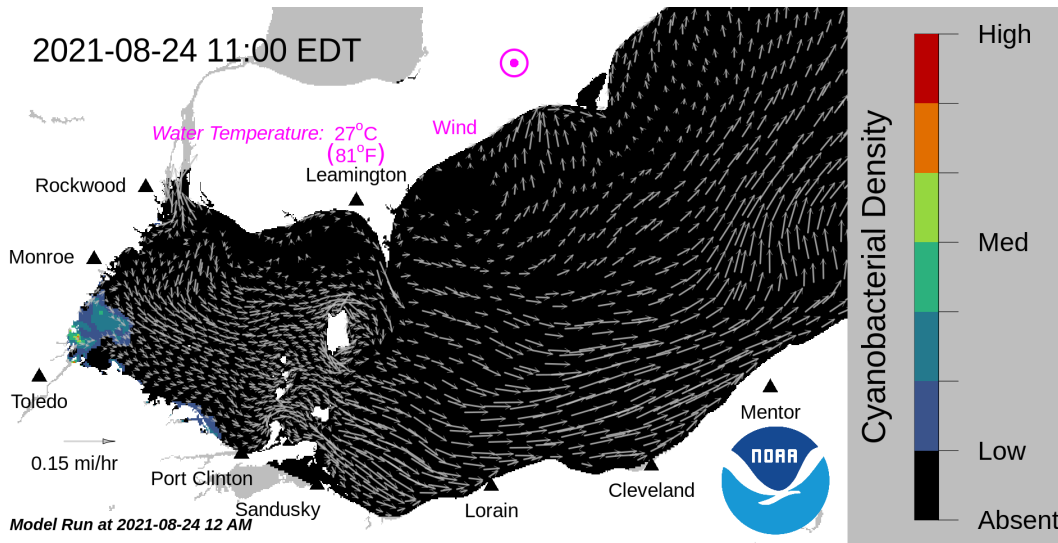 2021-08-24 11:00 EDT
High
Wind
Water Temperature: 27°C
(81°F)
Leamington
Rockwood
Cyanobacterial Density
Med
Monroe
Toledo
Mentor
0.15 mi/hr
NOAA
Low
Port Clinton
Cleveland
Sandusky
Lorain
Model Run at 2021-08-24 12 AM
Absent